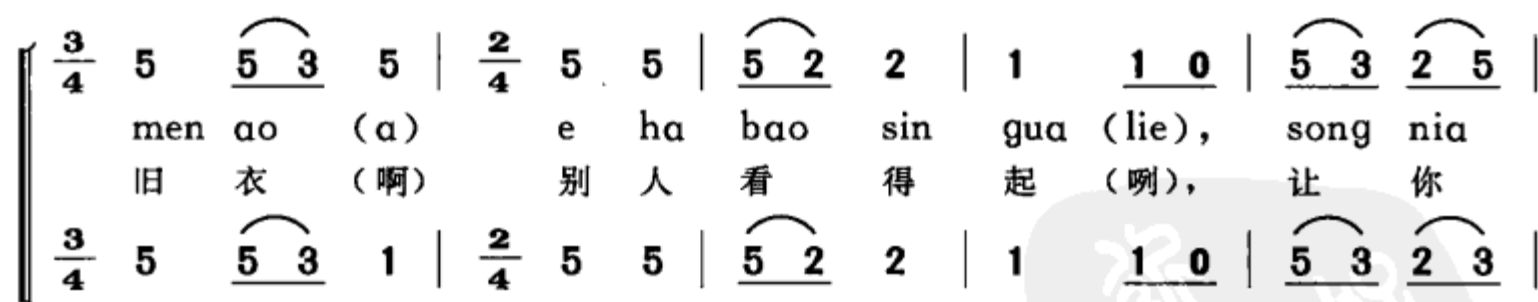 3/4 5 5 3 5 | 2/4 5 5 | 5 2 2 | 1 1 0 | 5 3 2 5 |
men ao (a) e ha bao sin gua (lie), song nia
旧 衣 (啊) 别 人 看 得 起 (咧), 让 你
3/4 5 5 3 1 | 2/4 5 5 | 5 2 2 | 1 1 0 | 5 3 2 3 |